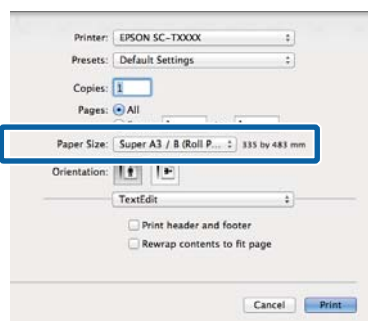 Printer: EPSON SC-TXXXX
Presets: Default Settings
Copies: 1
Pages: All
Paper Size: Super A3 / B (Roll P... 335 by 483 mm
Orientation:
TextEdit
Print header and footer
Rewrap contents to fit page
Cancel Print